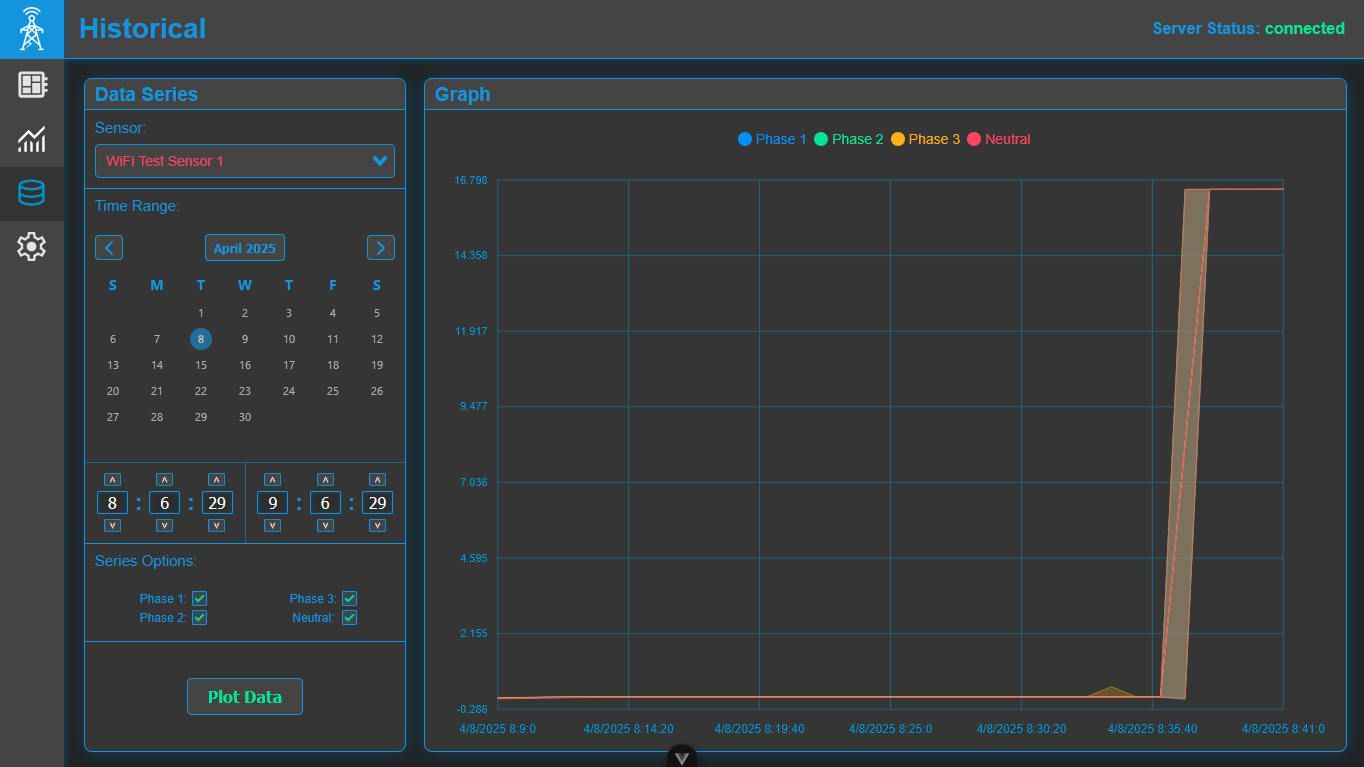 Historical
Server Status: connected
Data Series
Sensor:
WiFi Test Sensor 1
Time Range:
April 2025
S M T W T F S
1 2 3 4 5
6 7 8 9 10 11 12
13 14 15 16 17 18 19
20 21 22 23 24 25 26
27 28 29 30
8 : 6 : 29 9 : 6 : 29
Series Options:
Phase 1: Phase 3:
Phase 2: Neutral:
Plot Data
Graph
Phase 1 Phase 2 Phase 3 Neutral
16.798
14.358
11.917
9.477
7.036
4.595
2.155
-0.286
4/8/2025 8:9:0 4/8/2025 8:14:20 4/8/2025 8:19:40 4/8/2025 8:25:0 4/8/2025 8:30:20 4/8/2025 8:35:40 4/8/2025 8:41:0